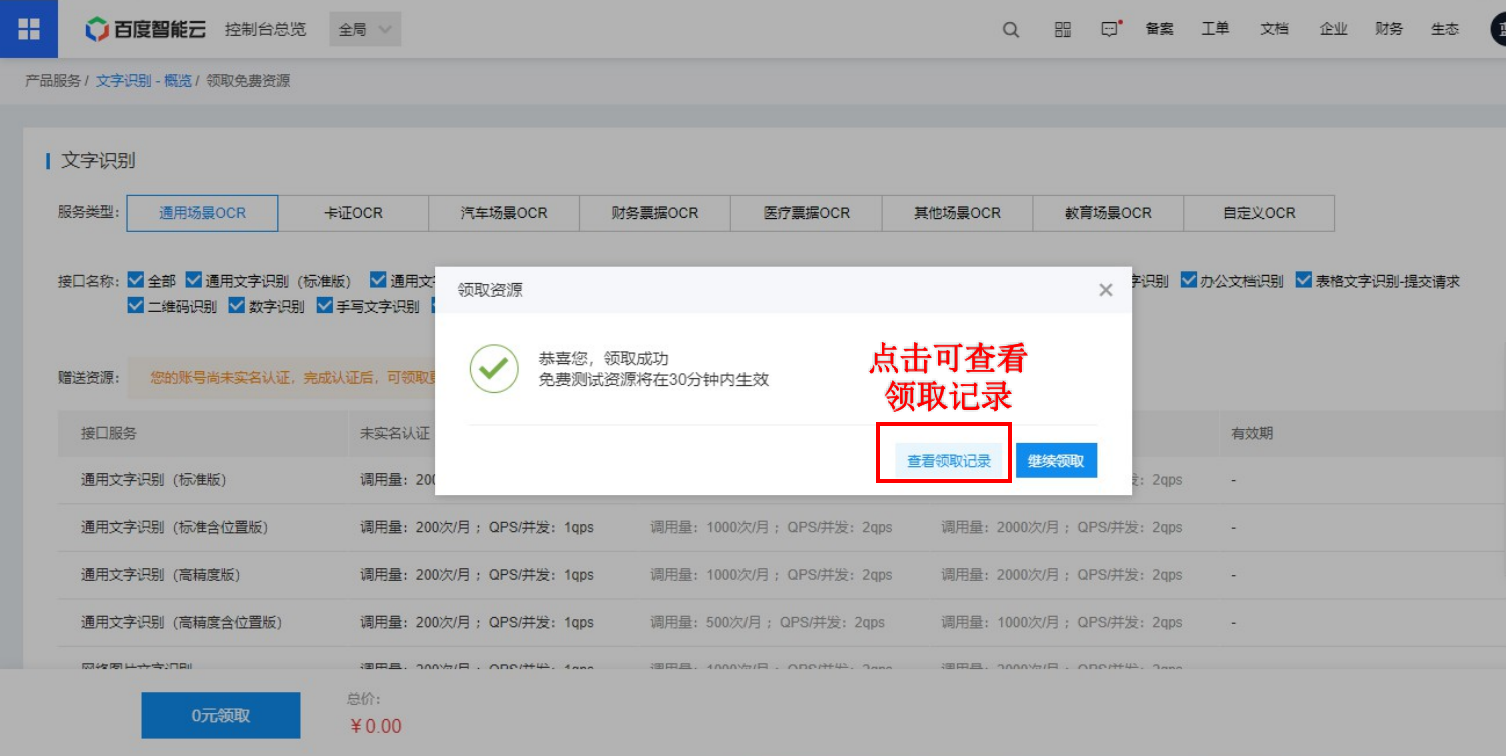 百度智能云 控制台总览 全局 备案 工单 文档 企业 财务 生态
产品服务 / 文字识别 - 概览 / 领取免费资源
文字识别
服务类型: 通用场景OCR 卡证OCR 汽车场景OCR 财务票据OCR 医疗票据OCR 其他场景OCR 教育场景OCR 自定义OCR
接口名称: 全部 通用文字识别（标准版） 通用文 字识别 办公文档识别 表格文字识别-提交请求
二维码识别 数字识别 手写文字识别
领取资源
恭喜您，领取成功
免费测试资源将在30分钟内生效
点击可查看
领取记录
查看领取记录 继续领取
赠送资源: 您的账号尚未实名认证，完成认证后，可领取
接口服务 未实名认证 有效期
通用文字识别（标准版） 调用量：200 2qps -
通用文字识别（标准含位置版） 调用量：200次/月； QPS/并发：1qps 调用量：1000次/月； QPS/并发：2qps 调用量：2000次/月； QPS/并发：2qps -
通用文字识别（高精度版） 调用量：200次/月； QPS/并发：1qps 调用量：1000次/月； QPS/并发：2qps 调用量：2000次/月； QPS/并发：2qps -
通用文字识别（高精度含位置版） 调用量：200次/月； QPS/并发：1qps 调用量：500次/月； QPS/并发：2qps 调用量：1000次/月； QPS/并发：2qps -
0元领取 总价:
￥0.00